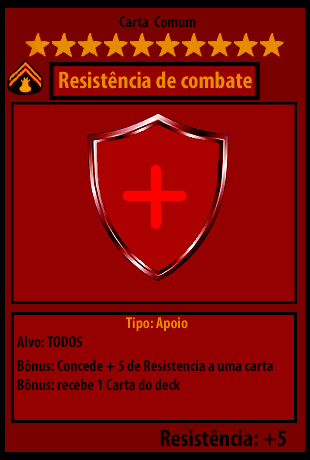 Carta Comum
Resistência de combate
Tipo: Apoio
Alvo: TODOS
Bônus: Concede + 5 de Resistencia a uma carta
Bônus: recebe 1 Carta do deck
Resistência: +5